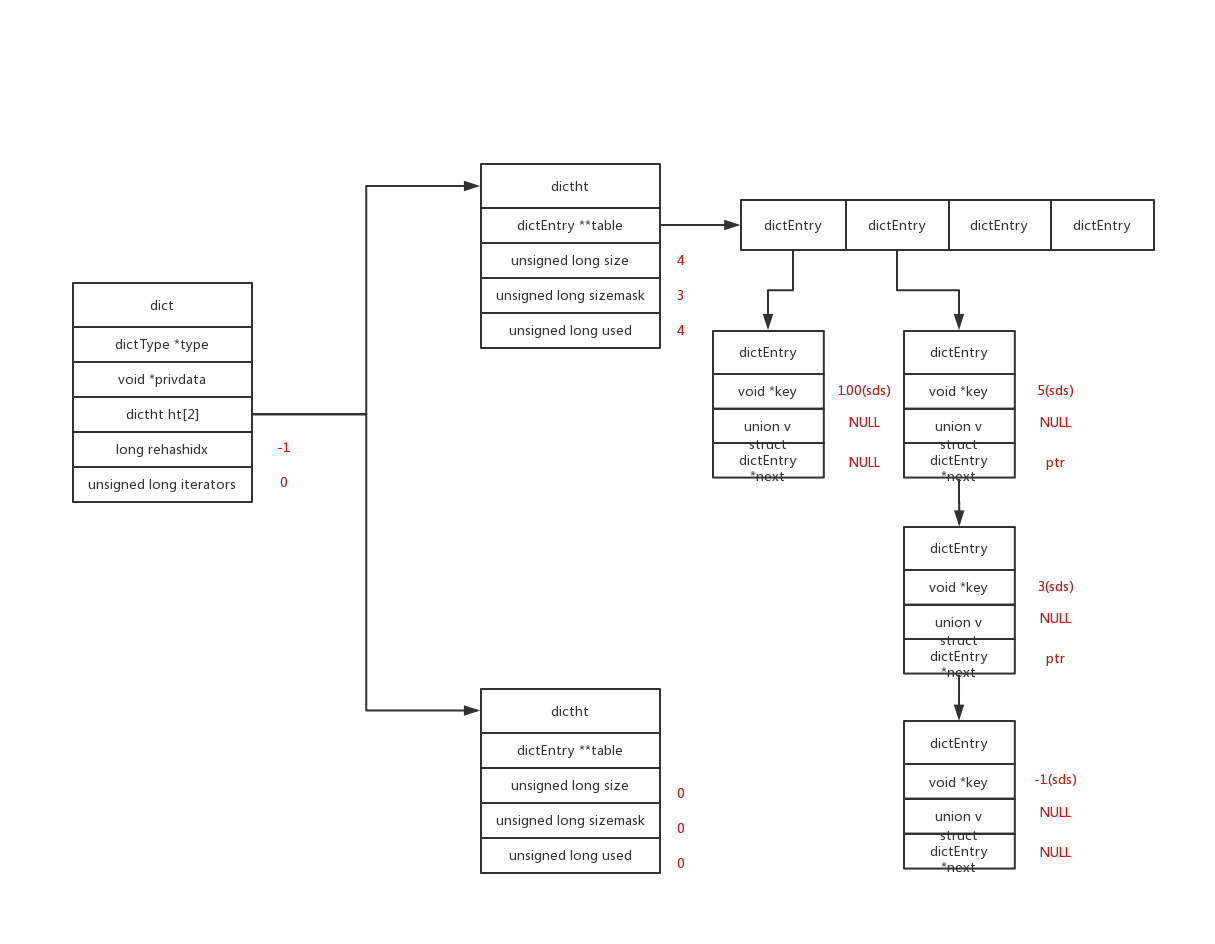 dict
dictType *type
void *privdata
dictht ht[2]
long rehashidx
-1
unsigned long iterators
0
dictht
dictEntry **table
unsigned long size
4
unsigned long sizemask
3
unsigned long used
4
dictEntry
dictEntry
dictEntry
dictEntry
dictEntry
void *key
100(sds)
union v
NULL
struct
dictEntry
*next
NULL
dictEntry
void *key
5(sds)
union v
NULL
struct
dictEntry
*next
ptr
dictEntry
void *key
3(sds)
union v
NULL
struct
dictEntry
*next
ptr
dictEntry
void *key
-1(sds)
union v
NULL
struct
dictEntry
*next
NULL
dictht
dictEntry **table
unsigned long size
0
unsigned long sizemask
0
unsigned long used
0